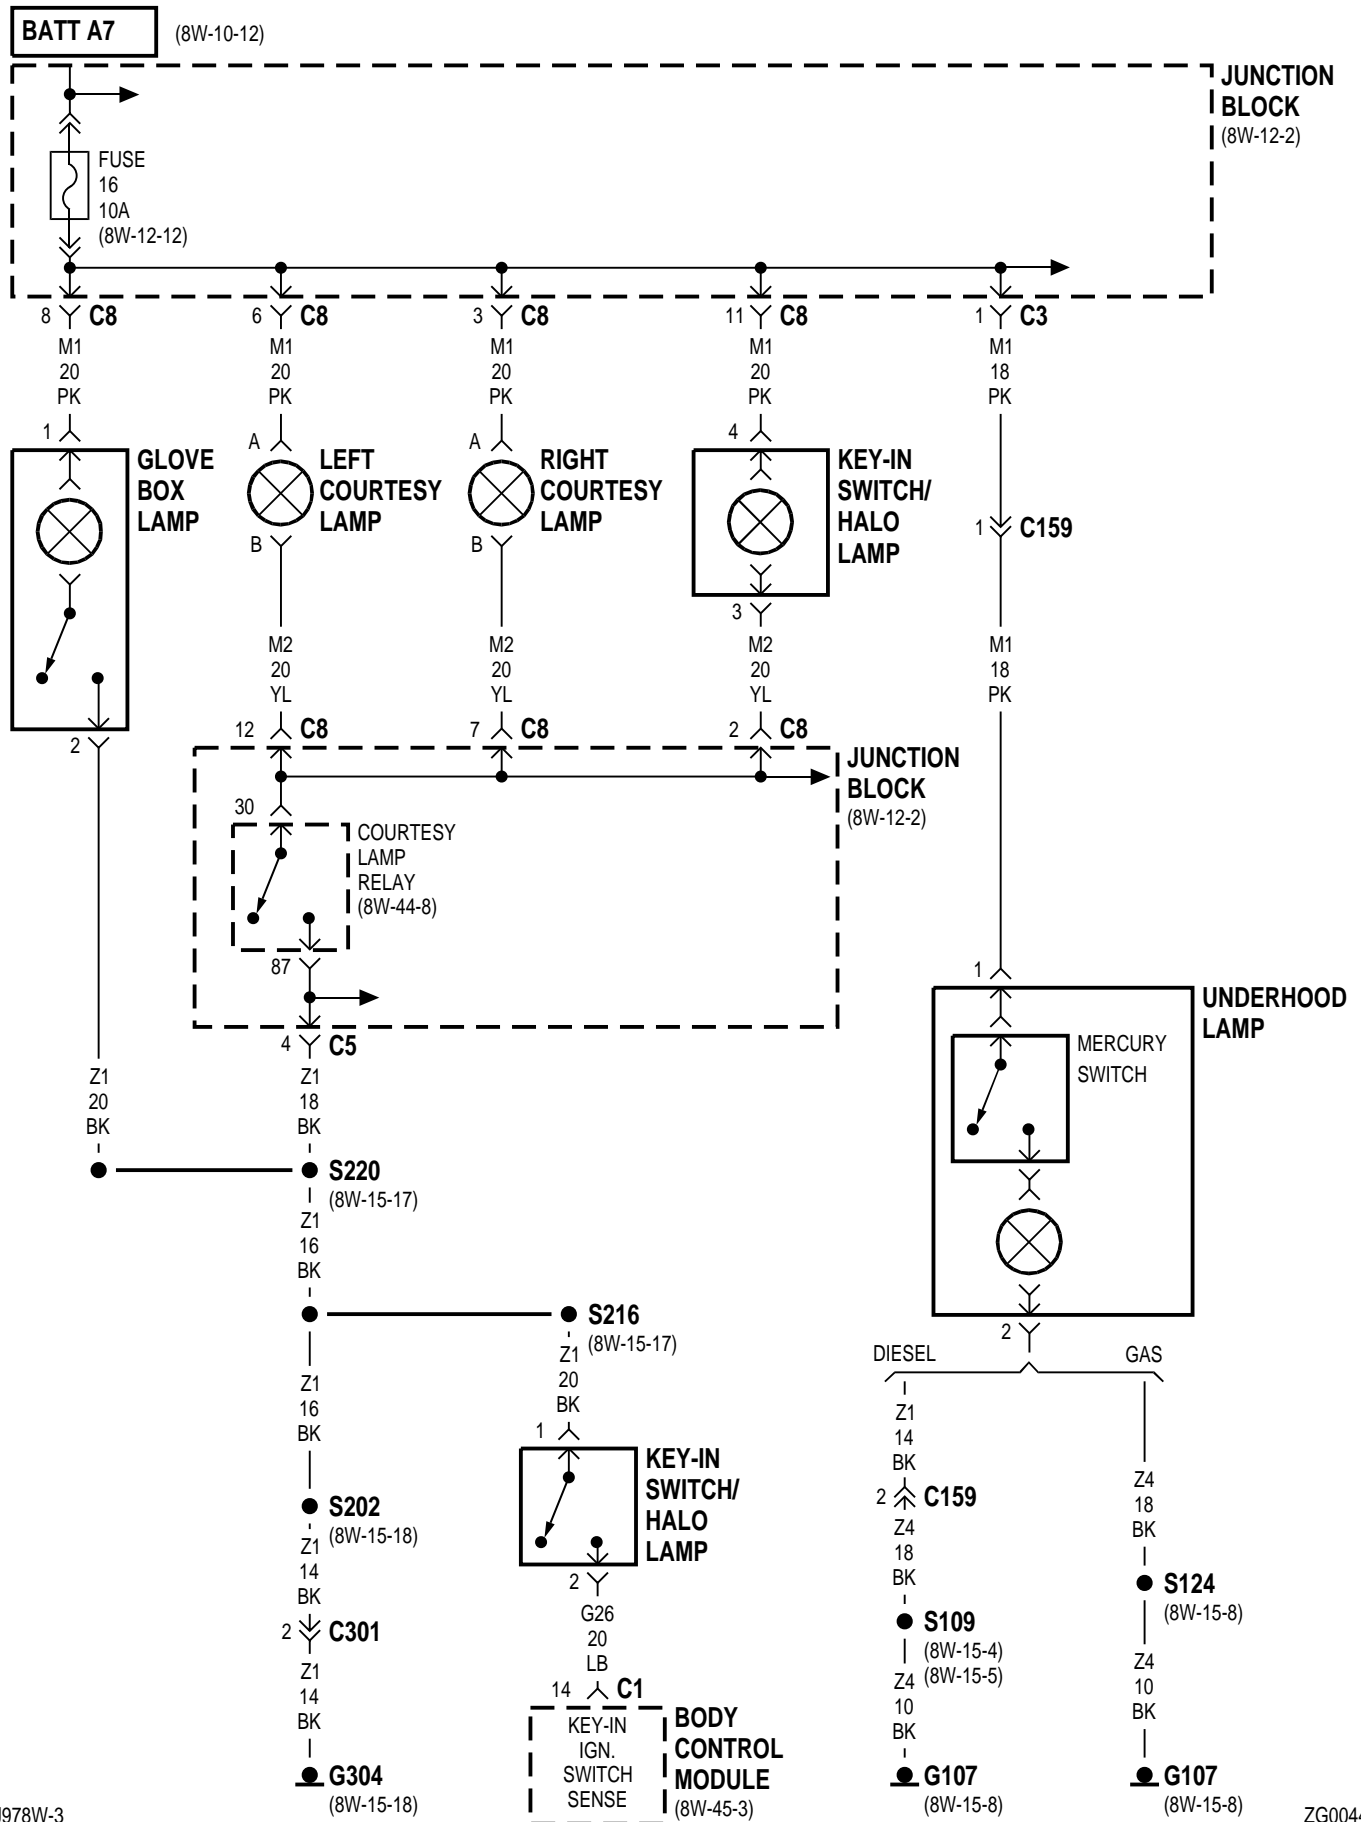 BATT A7
(8W-10-12)
JUNCTION
BLOCK
(8W-12-2)
FUSE
16
10A
(8W-12-12)
8 C8
6 C8
3 C8
11 C8
1 C3
M1
20
PK
M1
20
PK
M1
20
PK
M1
20
PK
M1
18
PK
1
GLOVE
BOX
LAMP
2
A
LEFT
COURTESY
LAMP
B
A
RIGHT
COURTESY
LAMP
B
4
KEY-IN
SWITCH/
HALO
LAMP
3
1 C159
M2
20
YL
M2
20
YL
M2
20
YL
M1
18
PK
12 C8
7 C8
2 C8
JUNCTION
BLOCK
(8W-12-2)
30
COURTESY
LAMP
RELAY
(8W-44-8)
87
4 C5
1
UNDERHOOD
LAMP
MERCURY
SWITCH
2
Z1
20
BK
Z1
18
BK
S220
(8W-15-17)
Z1
16
BK
S216
(8W-15-17)
Z1
16
BK
Z1
20
BK
1
KEY-IN
SWITCH/
HALO
LAMP
2
S202
(8W-15-18)
Z1
14
BK
2 C301
Z1
14
BK
G304
(8W-15-18)
G26
20
LB
14 C1
KEY-IN
IGN.
SWITCH
SENSE
BODY
CONTROL
MODULE
(8W-45-3)
DIESEL
GAS
Z1
14
BK
2 C159
Z4
18
BK
S109
(8W-15-4)
(8W-15-5)
Z4
10
BK
G107
(8W-15-8)
Z4
18
BK
S124
(8W-15-8)
Z4
10
BK
G107
(8W-15-8)
978W-3
ZG004